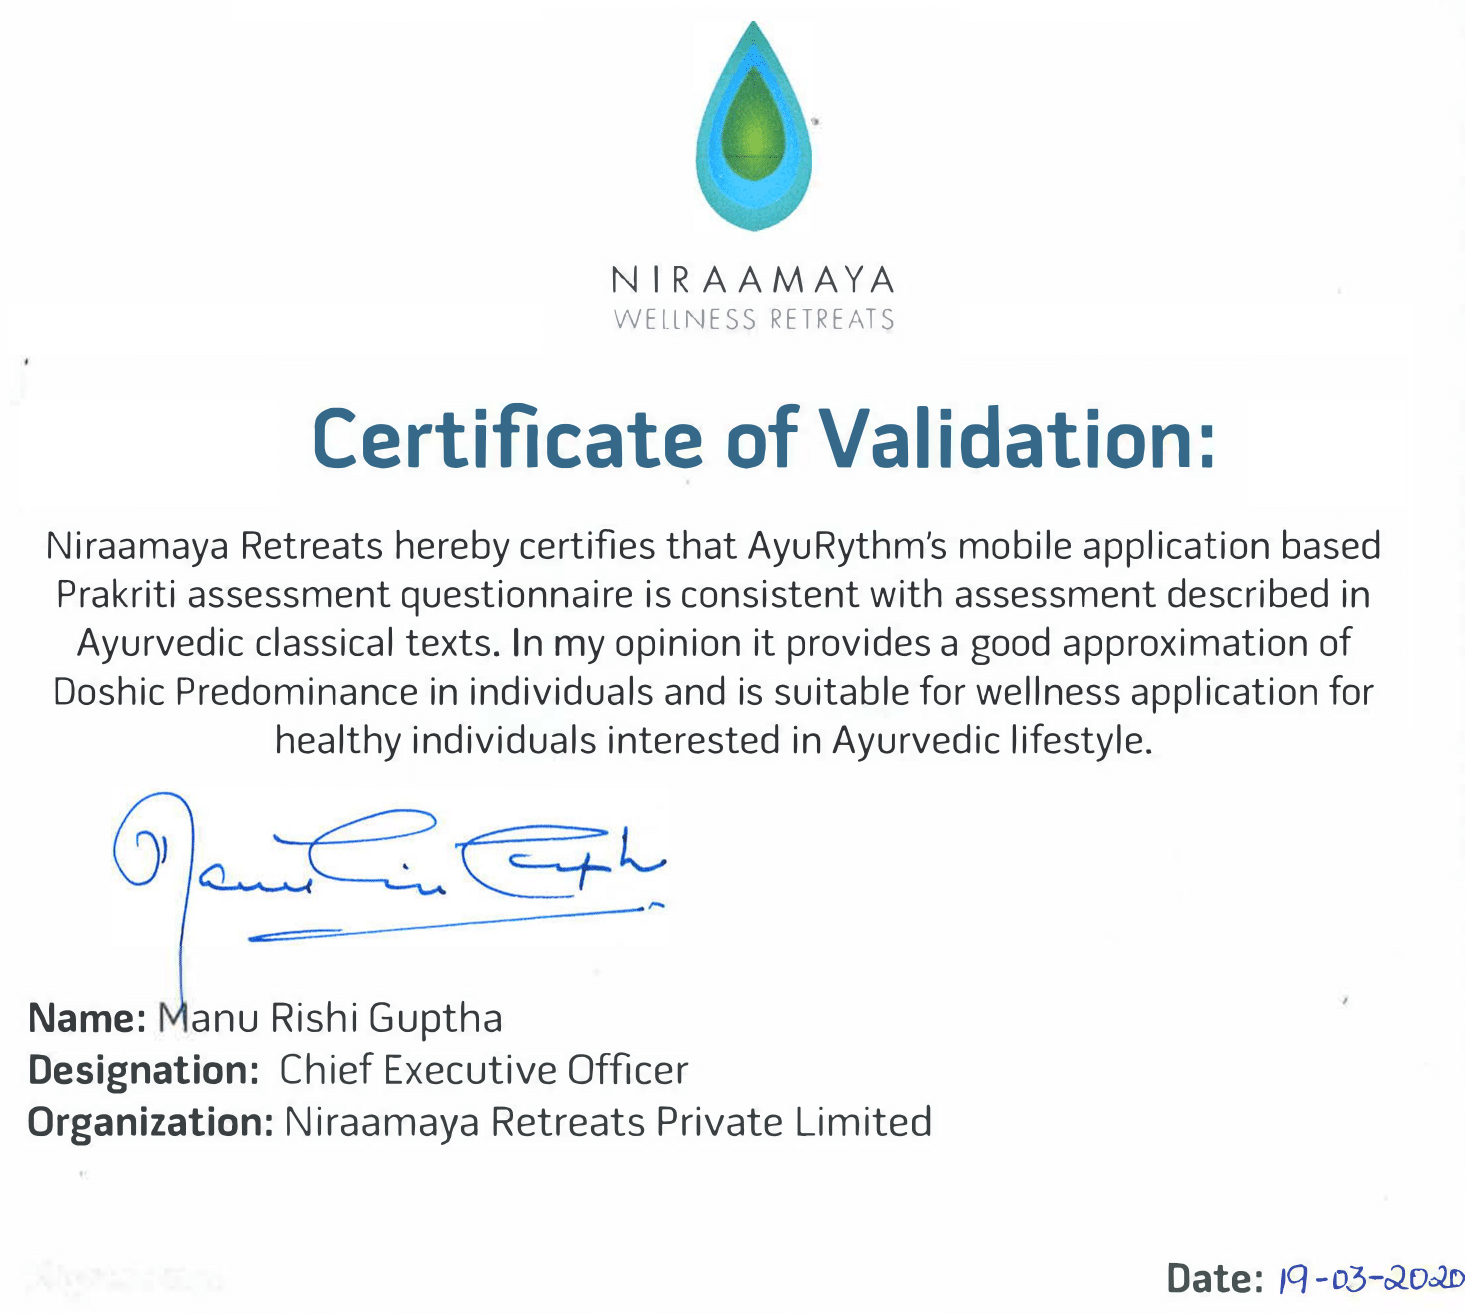 NIRAAMAYA
WELLNESS RETREATS
Certificate of Validation:
Niraamaya Retreats hereby certifies that AyuRythm's mobile application based
Prakriti assessment questionnaire is consistent with assessment described in
Ayurvedic classical texts. In my opinion it provides a good approximation of
Doshic Predominance in individuals and is suitable for wellness application for
healthy individuals interested in Ayurvedic lifestyle.
Name: Manu Rishi Guptha
Designation: Chief Executive Officer
Organization: Niraamaya Retreats Private Limited
Date: 19-03-2020